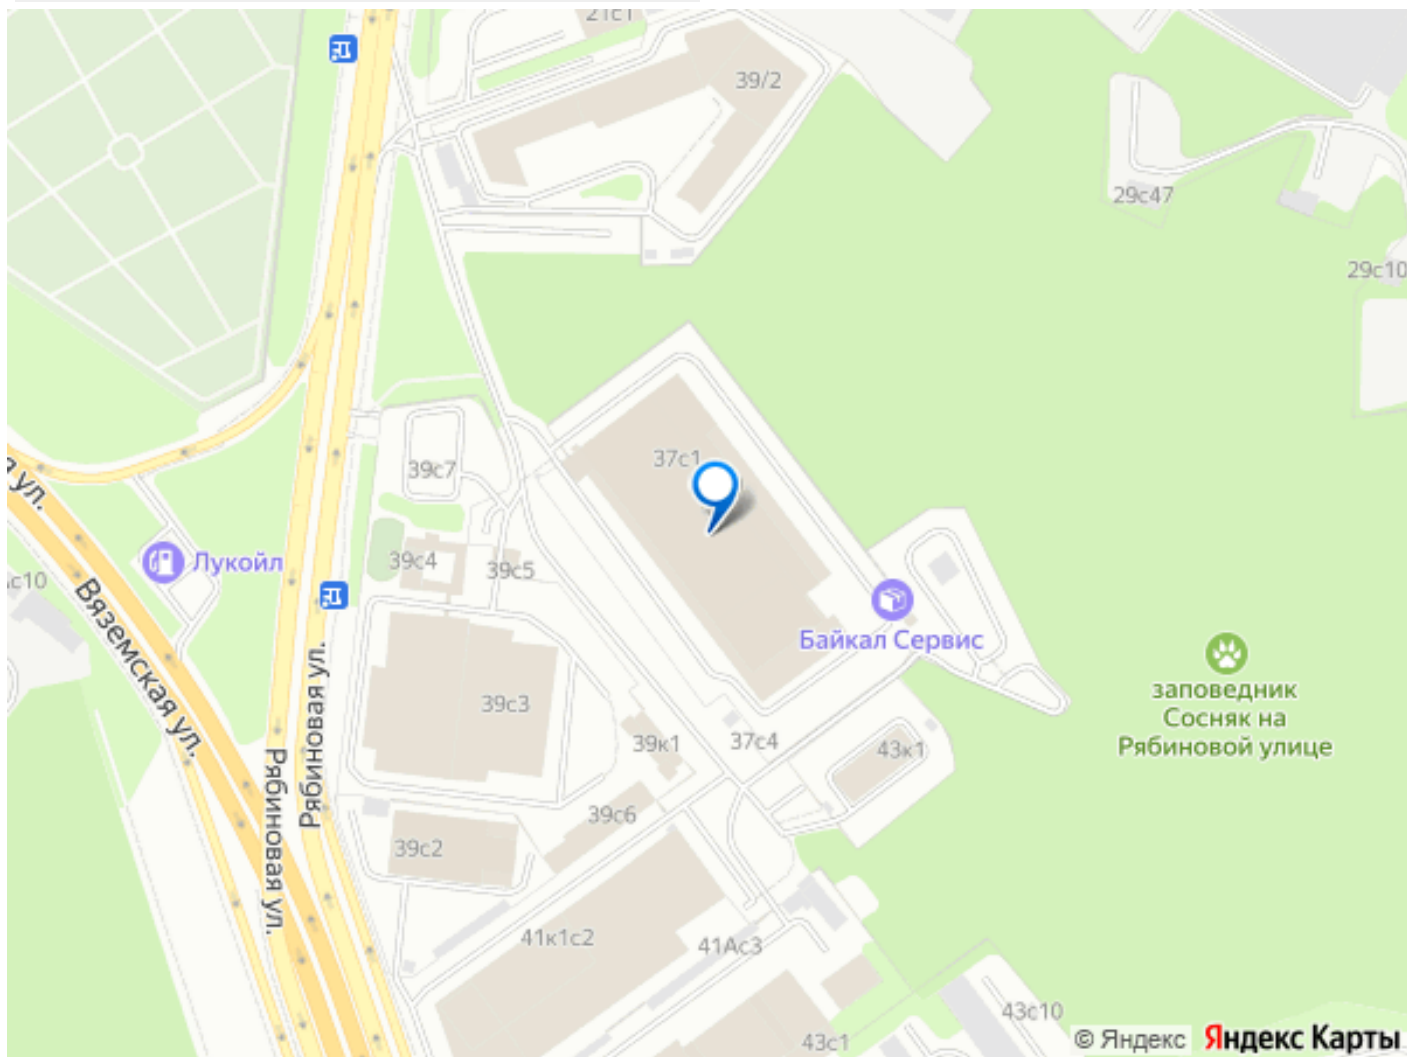 21с1
39/2
29с47
29с10
37с1
39с7
я ул.
Лукойл
39с4
39с5
с10
Байкал Сервис
Вяземская ул.
Рябиновая ул.
Рябиновая ул.
39с3
заповедник
Сосняк на
Рябиновой улице
39к1
37с4
43к1
39с6
39с2
41к1с2
41Ас3
43с10
43с1
© Яндекс
Яндекс Карты